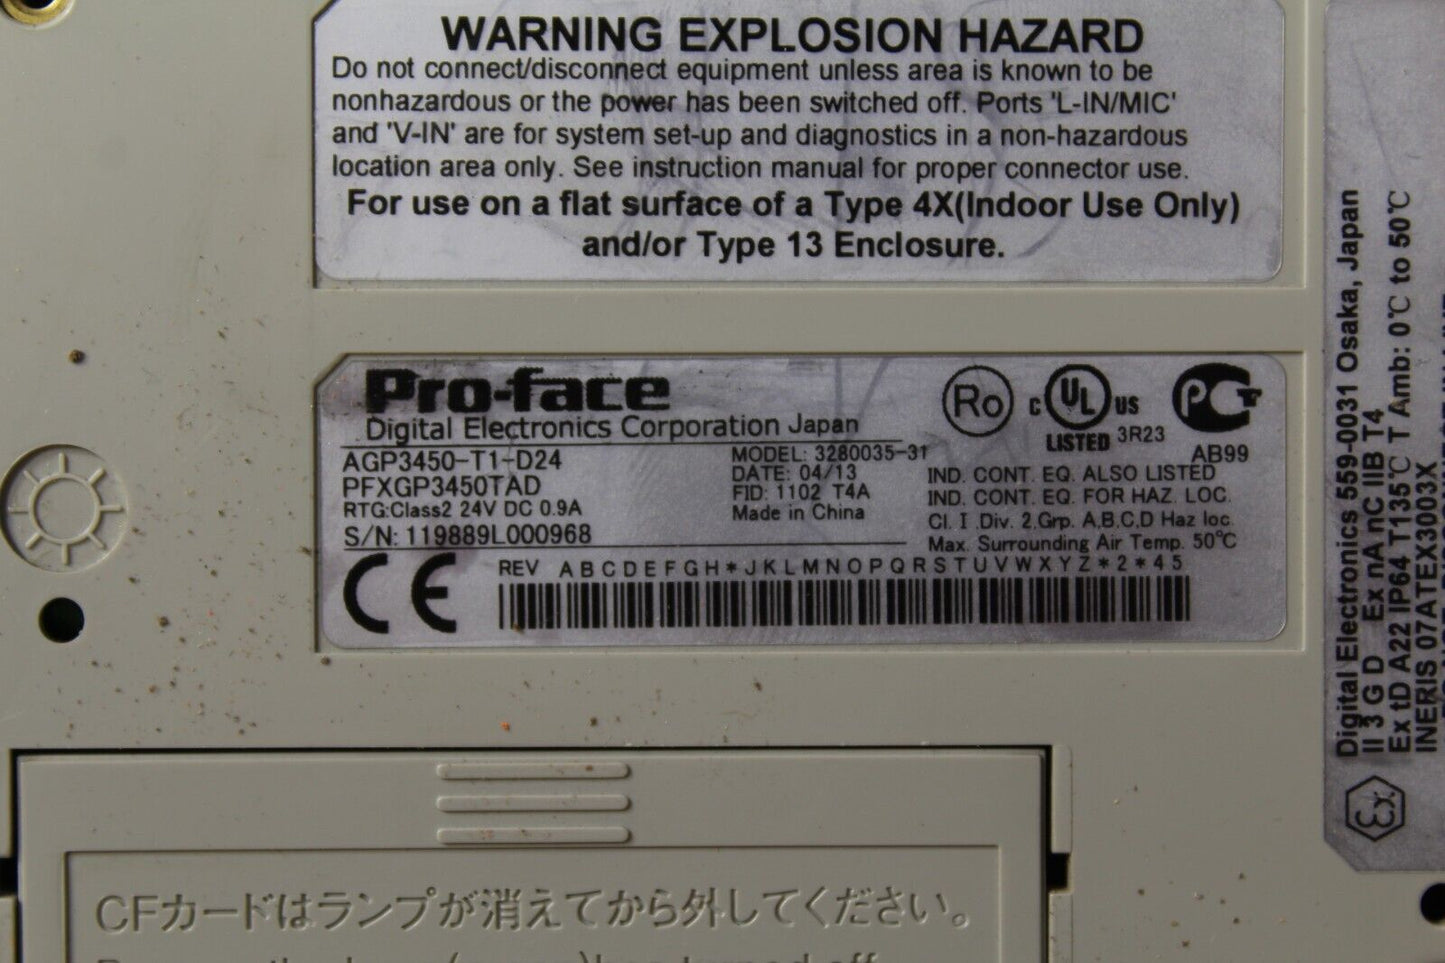 WARNING EXPLOSION HAZARD
Do not connect/disconnect equipment unless area is known to be
nonhazardous or the power has been switched off. Ports 'L-IN/MIC'
and 'V-IN' are for system set-up and diagnostics in a non-hazardous
location area only. See instruction manual for proper connector use.
For use on a flat surface of a Type 4X(Indoor Use Only)
and/or Type 13 Enclosure.
Pro-face
Digital Electronics Corporation Japan
AGP3450-T1-D24
PFXGP3450TAD
RTG:Class2 24V DC 0.9A
S/N: 119889L000968
MODEL: 3280035-31
DATE: 04/13
FID: 1102 T4A
Made in China
Ro
C UL US
LISTED 3R23
AB99
IND. CONT. EQ. ALSO LISTED
IND. CONT. EQ. FOR HAZ. LOC.
Cl. I ,Div. 2,Grp. A,B,C,D Haz loc.
Max. Surrounding Air Temp. 50℃
CE
REV ABCDEFGH*JKLMNOPQRSTUVWXYZ*2*45
Digital Electronics 559-0031 Osaka, Japan
II 3 G D Ex nA nC IIB T4
Ex tD A22 IP64 T135℃ T Amb: 0℃ to 50℃
INERIS 07ATEX3003X
CFカードはランプが消えてから外してください。